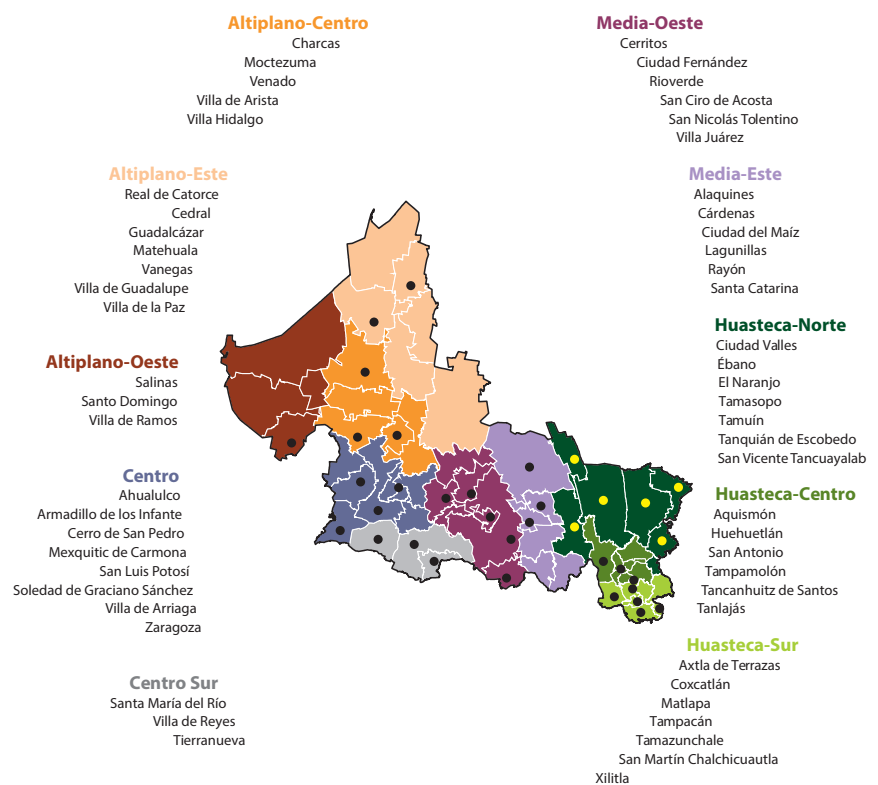 Altiplano-Centro
Charcas
Moctezuma
Venado
Villa de Arista
Villa Hidalgo
Media-Oeste
Cerritos
Ciudad Fernández
Rioverde
San Ciro de Acosta
San Nicolás Tolentino
Villa Juárez
Altiplano-Este
Real de Catorce
Cedral
Guadalcázar
Matehuala
Vanegas
Villa de Guadalupe
Villa de la Paz
Media-Este
Alaquines
Cárdenas
Ciudad del Maíz
Lagunillas
Rayón
Santa Catarina
Altiplano-Oeste
Salinas
Santo Domingo
Villa de Ramos
Huasteca-Norte
Ciudad Valles
Ébano
El Naranjo
Tamasopo
Tamuín
Tanquián de Escobedo
San Vicente Tancuayalab
Centro
Ahualulco
Armadillo de los Infante
Cerro de San Pedro
Mexquitic de Carmona
San Luis Potosí
Soledad de Graciano Sánchez
Villa de Arriaga
Zaragoza
Huasteca-Centro
Aquismón
Huehuetlán
San Antonio
Tampamolón
Tancanhuitz de Santos
Tanlajás
Centro Sur
Santa María del Río
Villa de Reyes
Tierranueva
Huasteca-Sur
Axtla de Terrazas
Coxcatlán
Matlapa
Tampacán
Tamazunchale
San Martín Chalchicuautla
Xilitla